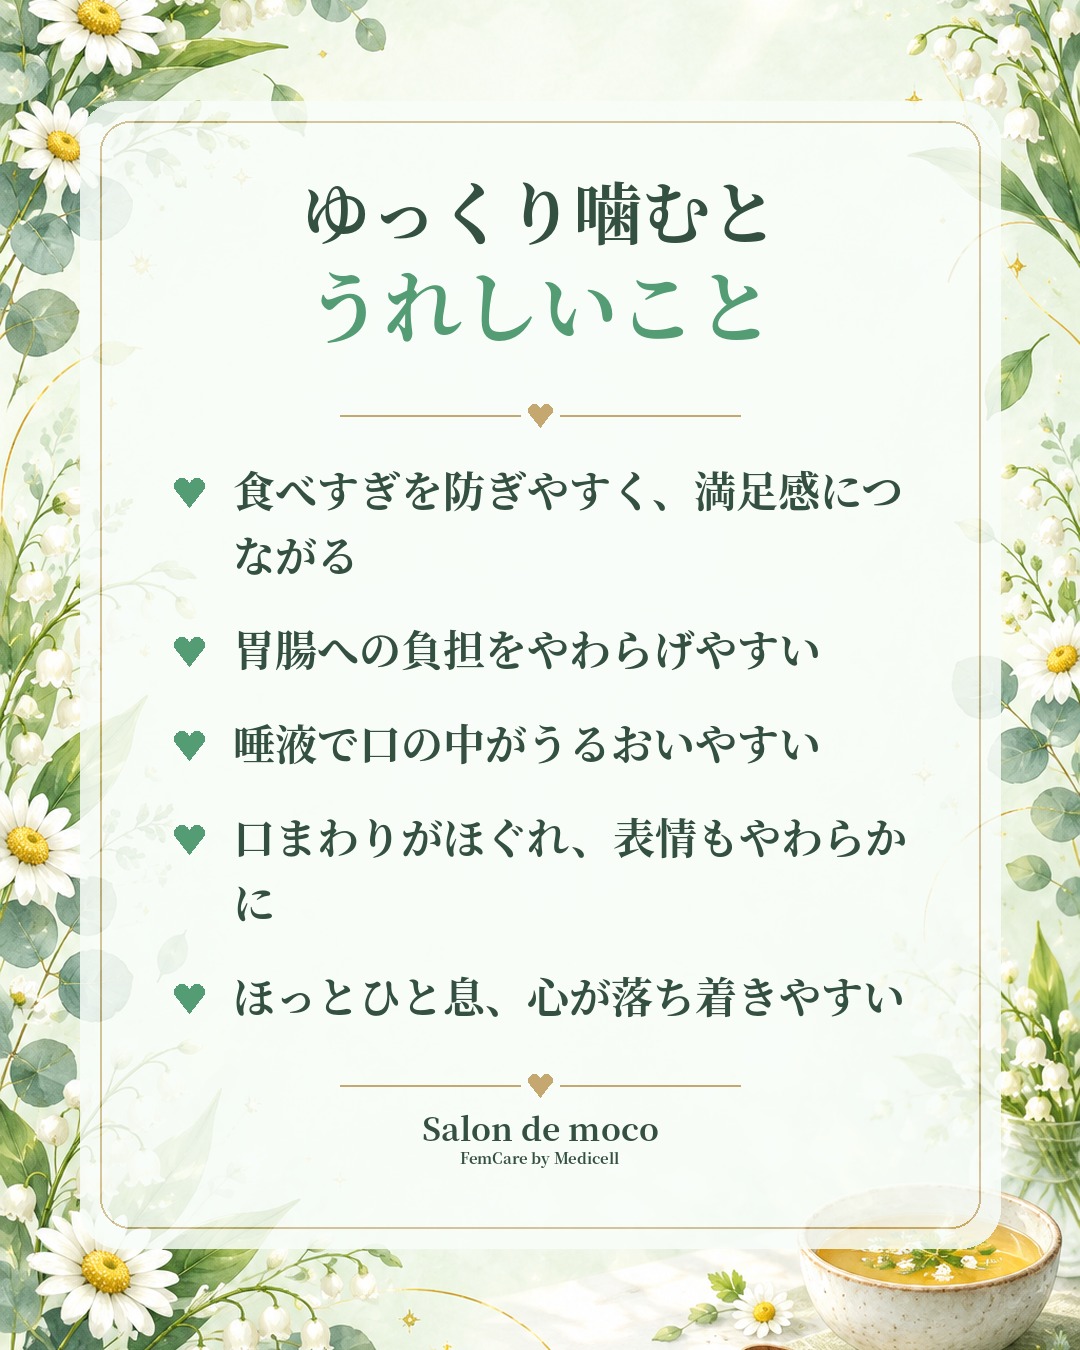 ゆっくり噛むと
うれしいこと
食べすぎを防ぎやすく、満足感につ
ながる
胃腸への負担をやわらげやすい
唾液で口の中がうるおいやすい
口まわりがほぐれ、表情もやわらか
に
ほっとひと息、心が落ち着きやすい
Salon de moco
FemCare by Medicell